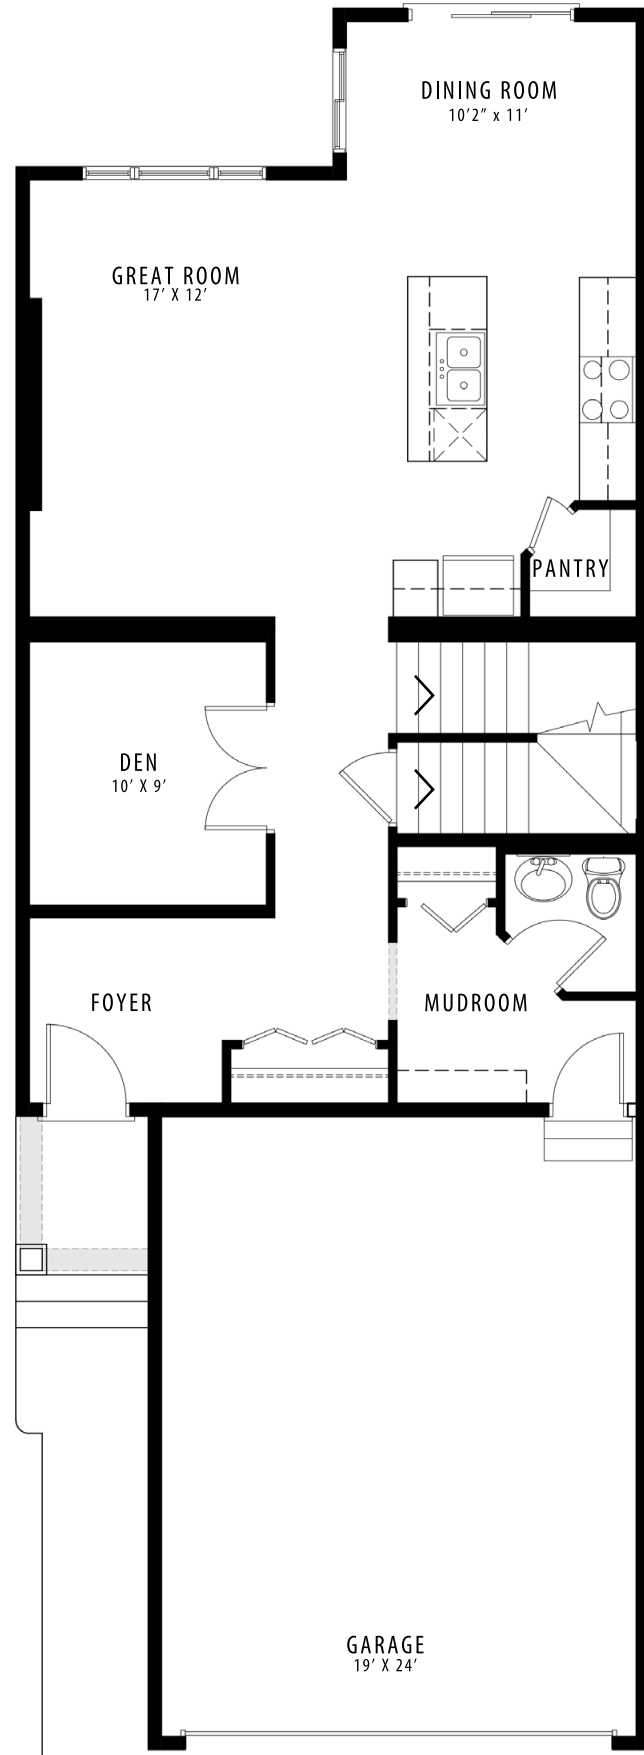 DINING ROOM
10'2" x 11'
GREAT ROOM
17' X 12'
PANTRY
DEN
10' X 9'
FOYER
MUDROOM
GARAGE
19' X 24'